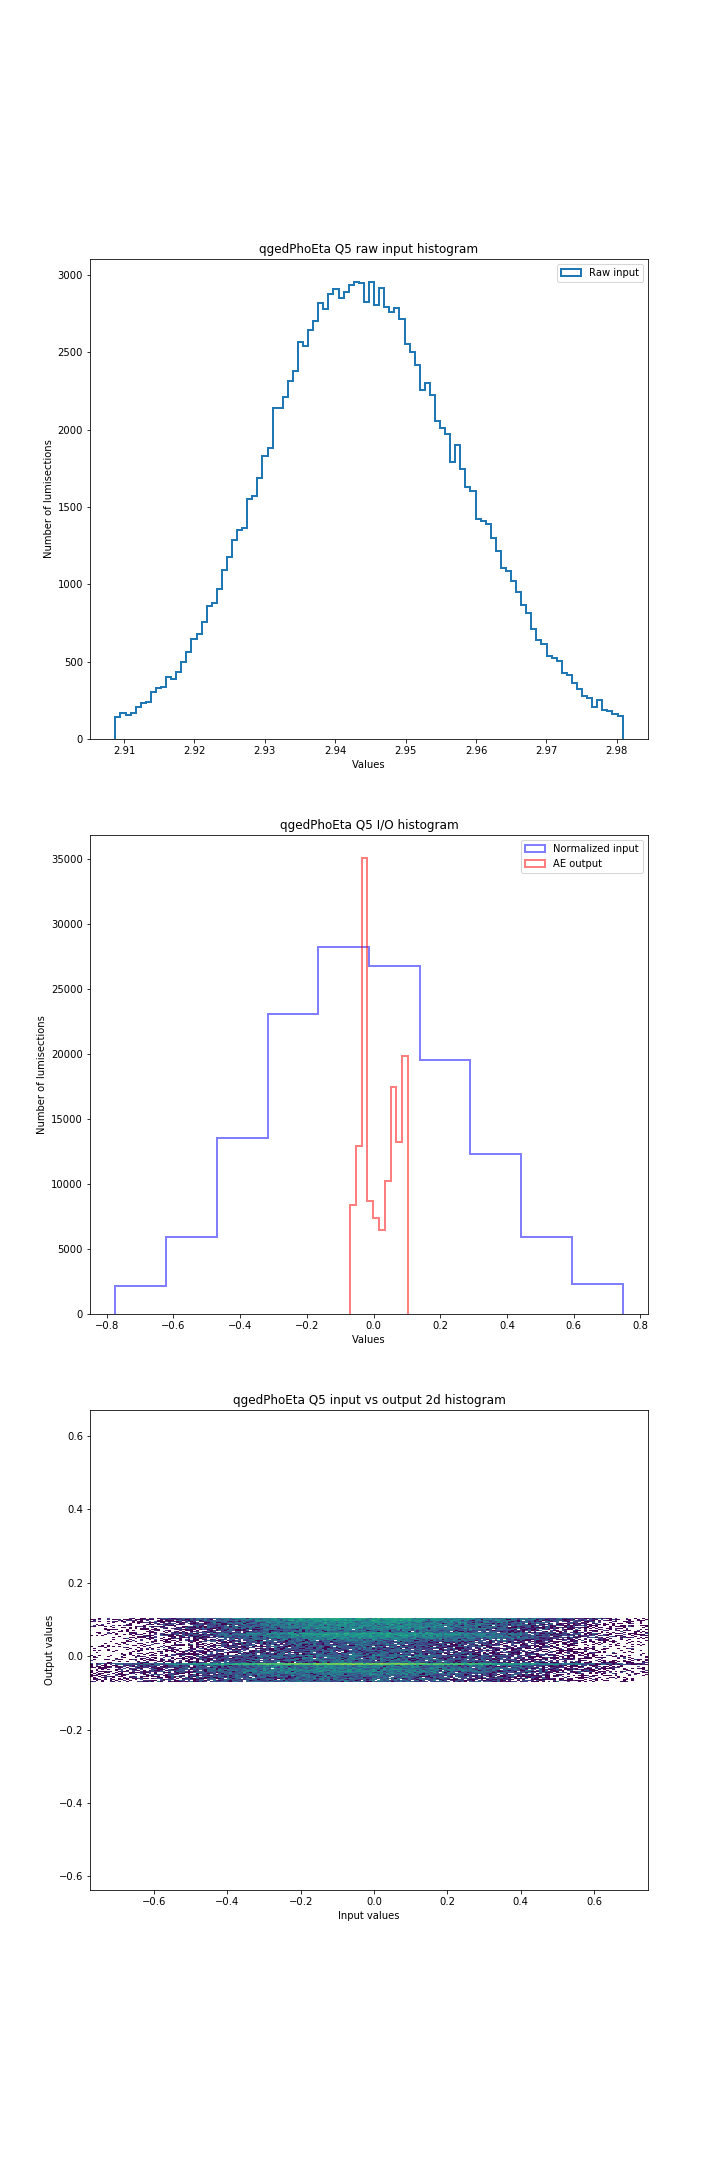 qgedPhoEta Q5 raw input histogram
Raw input
3000
2500
2000
1500
1000
500
0
Number of lumisections
2.91 2.92 2.93 2.94 2.95 2.96 2.97 2.98
Values
qgedPhoEta Q5 I/O histogram
Normalized input
AE output
35000
30000
25000
20000
15000
10000
5000
0
Number of lumisections
−0.8 −0.6 −0.4 −0.2 0.0 0.2 0.4 0.6 0.8
Values
qgedPhoEta Q5 input vs output 2d histogram
0.6
0.4
0.2
0.0
−0.2
−0.4
−0.6
Output values
−0.6 −0.4 −0.2 0.0 0.2 0.4 0.6
Input values